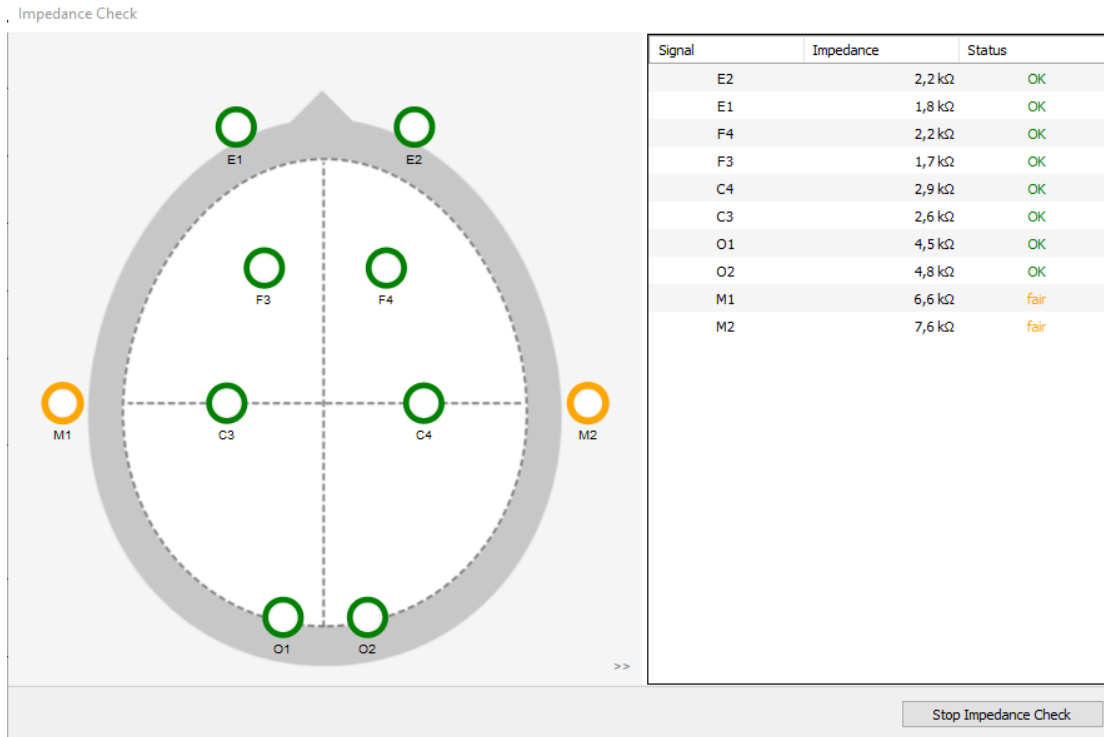 Impedance Check
E1 E2
F3 F4
M1 C3 C4 M2
O1 O2
>>
Signal Impedance Status
E2 2,2 kΩ OK
E1 1,8 kΩ OK
F4 2,2 kΩ OK
F3 1,7 kΩ OK
C4 2,9 kΩ OK
C3 2,6 kΩ OK
O1 4,5 kΩ OK
O2 4,8 kΩ OK
M1 6,6 kΩ fair
M2 7,6 kΩ fair
Stop Impedance Check